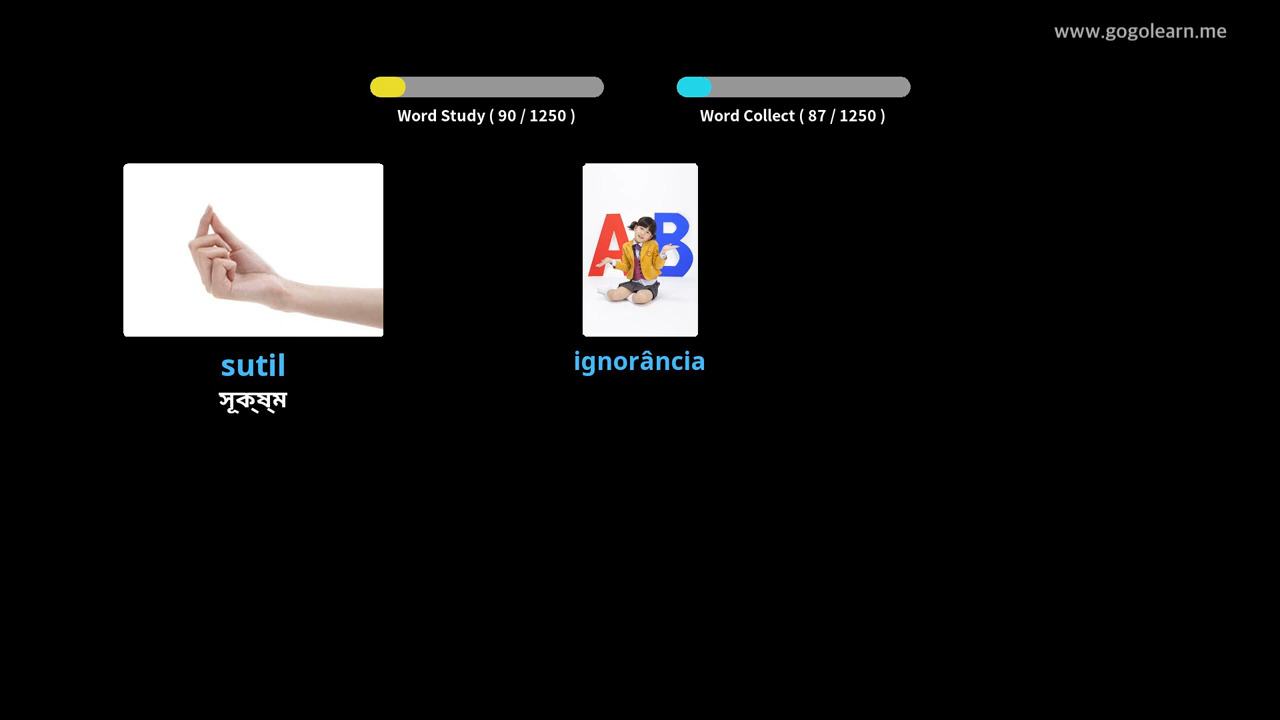 www.gogolearn.me
Word Study ( 90 / 1250 )
Word Collect ( 87 / 1250 )
A B
sutil
ignorância
সূক্ষ্ম